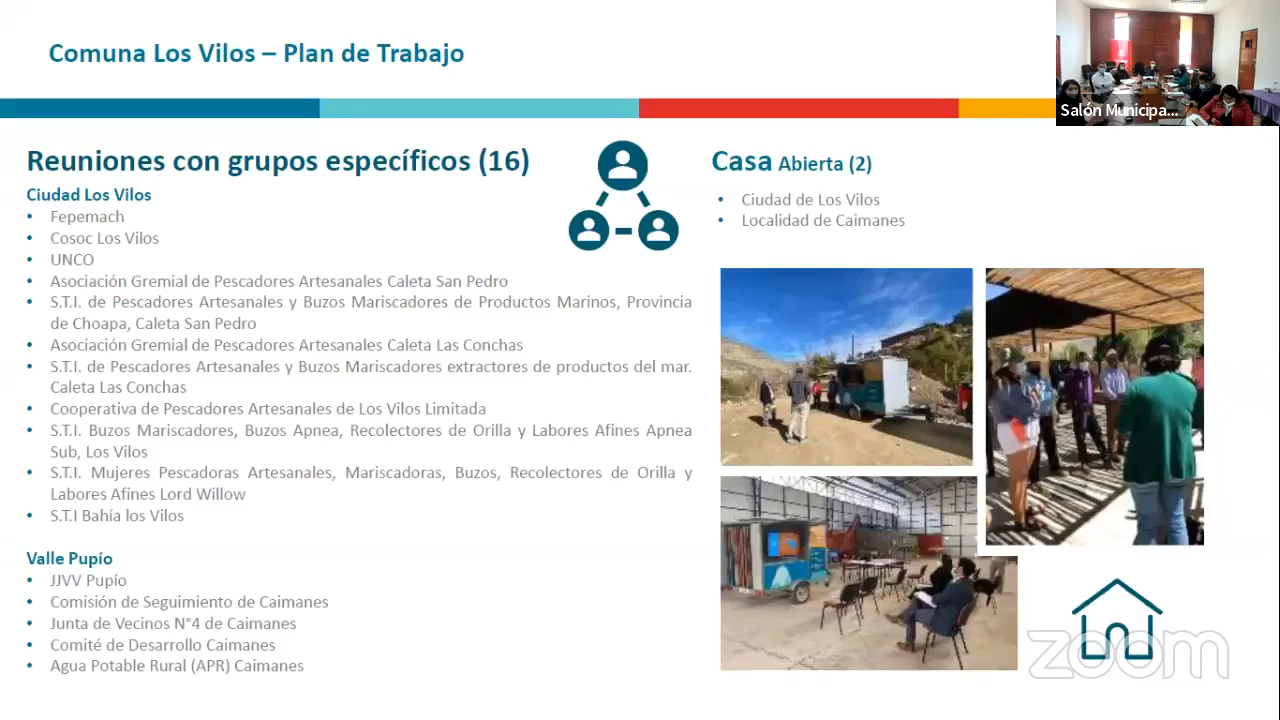 Comuna Los Vilos – Plan de Trabajo
Salón Municipa...
Reuniones con grupos específicos (16)
Ciudad Los Vilos
• Fepemach
• Cosoc Los Vilos
• UNCO
• Asociación Gremial de Pescadores Artesanales Caleta San Pedro
• S.T.I. de Pescadores Artesanales y Buzos Mariscadores de Productos Marinos, Provincia
de Choapa, Caleta San Pedro
• Asociación Gremial de Pescadores Artesanales Caleta Las Conchas
• S.T.I. de Pescadores Artesanales y Buzos Mariscadores extractores de productos del mar.
Caleta Las Conchas
• Cooperativa de Pescadores Artesanales de Los Vilos Limitada
• S.T.I. Buzos Mariscadores, Buzos Apnea, Recolectores de Orilla y Labores Afines Apnea
Sub, Los Vilos
• S.T.I. Mujeres Pescadoras Artesanales, Mariscadoras, Buzos, Recolectores de Orilla y
Labores Afines Lord Willow
• S.T.I Bahía los Vilos
Valle Pupío
• JJVV Pupío
• Comisión de Seguimiento de Caimanes
• Junta de Vecinos N°4 de Caimanes
• Comité de Desarrollo Caimanes
• Agua Potable Rural (APR) Caimanes
Casa Abierta (2)
• Ciudad de Los Vilos
• Localidad de Caimanes
zoom